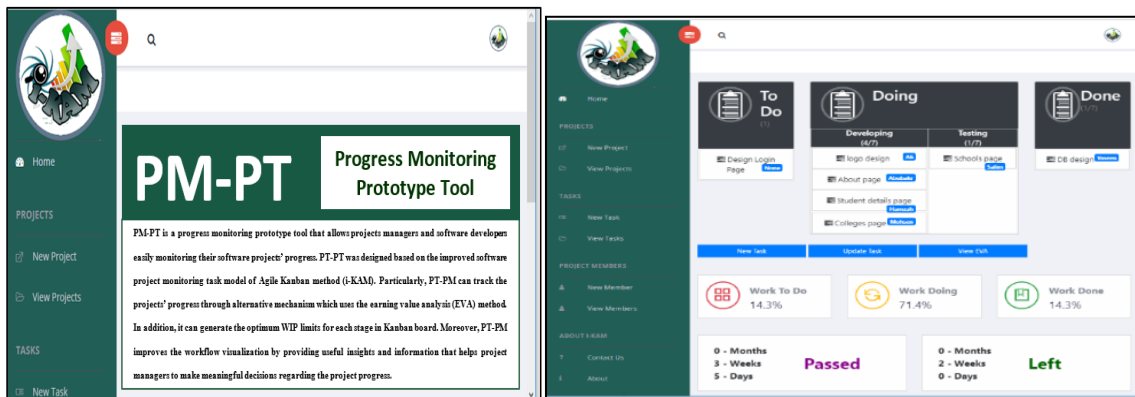 i-KAM
Home
PROJECTS
New Project
View Projects
TASKS
New Task
PM-PT
Progress Monitoring
Prototype Tool
PM-PT is a progress monitoring prototype tool that allows projects managers and software developers
easily monitoring their software projects' progress. PT-PT was designed based on the improved software
project monitoring task model of Agile Kanban method (i-KAM). Particularly, PT-PM can track the
projects' progress through alternative mechanism which uses the earning value analysis (EVA) method.
In addition, it can generate the optimum WIP limits for each stage in Kanban board. Moreover, PT-PM
improves the workflow visualization by providing useful insights and information that helps project
managers to make meaningful decisions regarding the project progress.
Home
PROJECTS
New Project
View Projects
TASKS
New Task
View Tasks
PROJECT MEMBERS
New Member
View Members
ABOUT I-KAM
Contact Us
About
To
Do
(1)
Design Login
Page
None
Doing
Developing
(4/7)
Testing
(1/7)
logo design Ali
About page
Student details page
Hamzah
Colleges page
Schools page
Salim
Done
(1/7)
DB design
New Task
Update Task
View EVA
Work To Do
14.3%
Work Doing
71.4%
Work Done
14.3%
0 - Months
3 - Weeks
5 - Days
Passed
0 - Months
2 - Weeks
0 - Days
Left